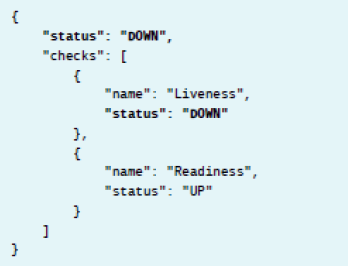 {
    "status": "DOWN",
    "checks": [
        {
            "name": "Liveness",
            "status": "DOWN"
        },
        {
            "name": "Readiness",
            "status": "UP"
        }
    ]
}